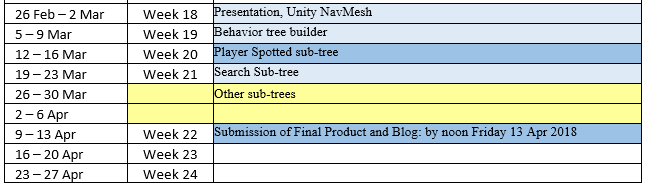 26 Feb – 2 Mar Week 18 Presentation, Unity NavMesh
5 – 9 Mar Week 19 Behavior tree builder
12 – 16 Mar Week 20 Player Spotted sub-tree
19 – 23 Mar Week 21 Search Sub-tree
26 – 30 Mar Other sub-trees
2 – 6 Apr
9 – 13 Apr Week 22 Submission of Final Product and Blog: by noon Friday 13 Apr 2018
16 – 20 Apr Week 23
23 – 27 Apr Week 24